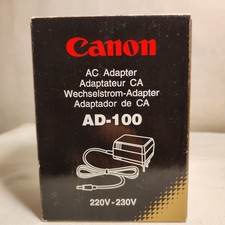 Canon
AC Adapter
Adaptateur CA
Wechselstrom-Adapter
Adaptador de CA
AD-100
220V-230V